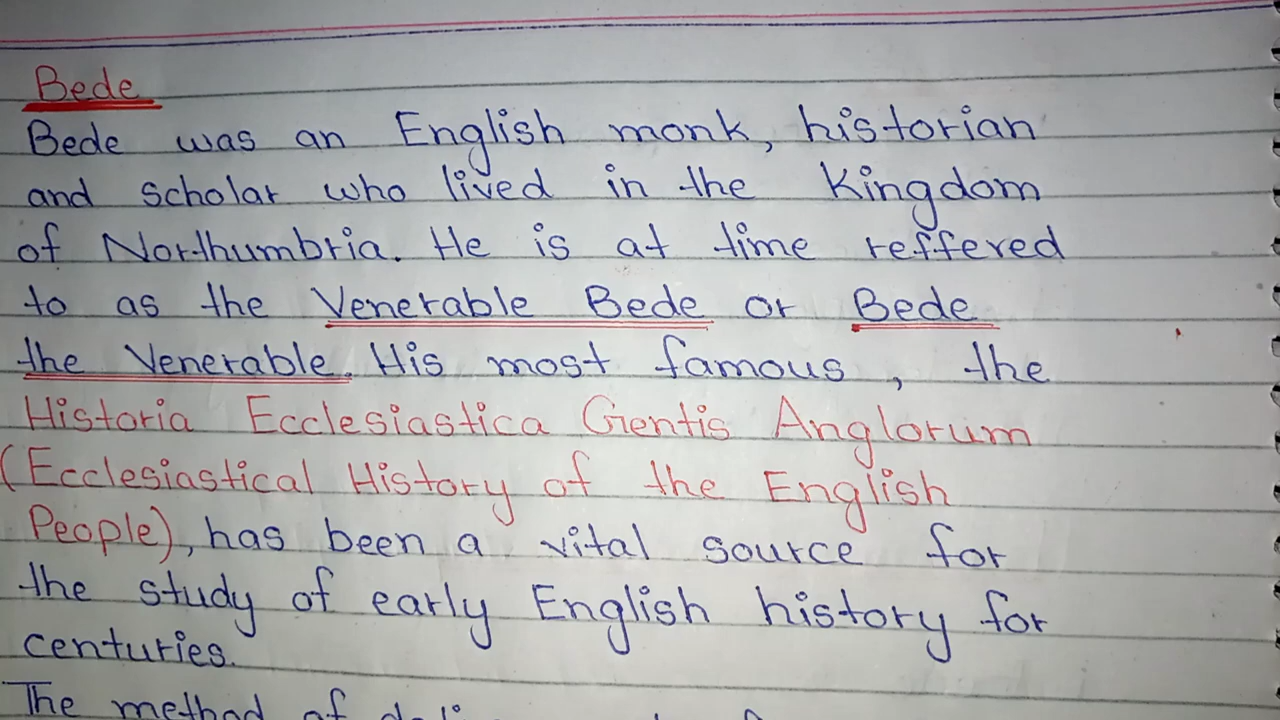 Bede
Bede was an English monk, historian
and scholar who lived in the Kingdom
of Northumbria. He is at time reffered
to as the Venerable Bede or Bede
the Venerable. His most famous, the
Historia Ecclesiastica Gentis Anglorum
(Ecclesiastical History of the English
People), has been a vital source for
the study of early English history for
centuries.
The method of